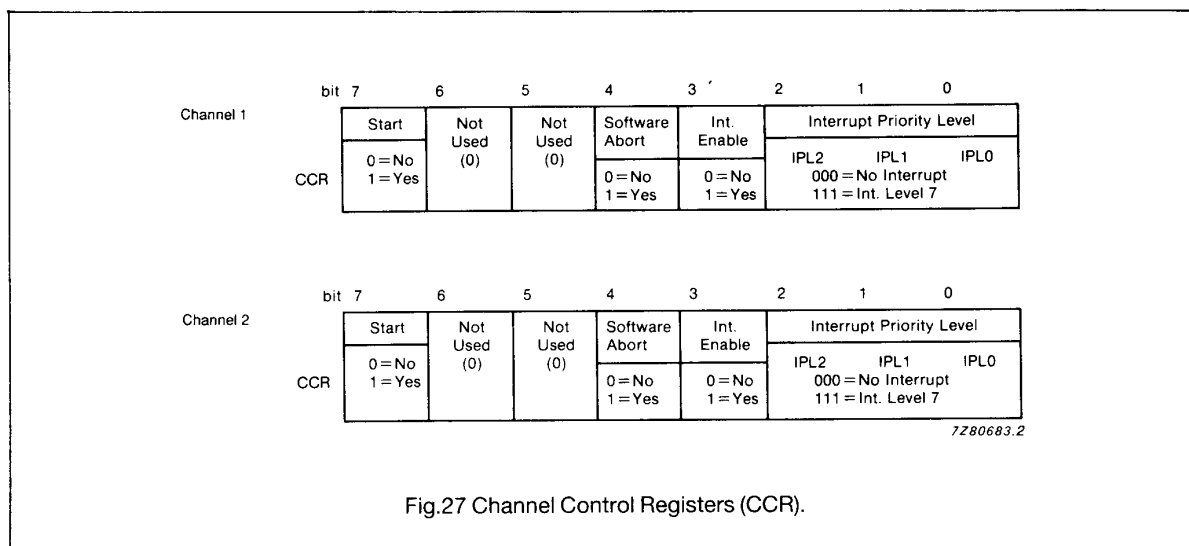 bit 7 6 5 4 3 2 1 0
Channel 1
Start Not Not Software Int. Interrupt Priority Level
Used Used Abort Enable
0=No (0) (0) IPL2 IPL1 IPL0
CCR 1=Yes 0=No 0=No 000=No Interrupt
1=Yes 1=Yes 111=Int. Level 7
bit 7 6 5 4 3 2 1 0
Channel 2
Start Not Not Software Int. Interrupt Priority Level
Used Used Abort Enable
0=No (0) (0) IPL2 IPL1 IPL0
CCR 1=Yes 0=No 0=No 000=No Interrupt
1=Yes 1=Yes 111=Int. Level 7
7Z80683.2
Fig.27 Channel Control Registers (CCR).